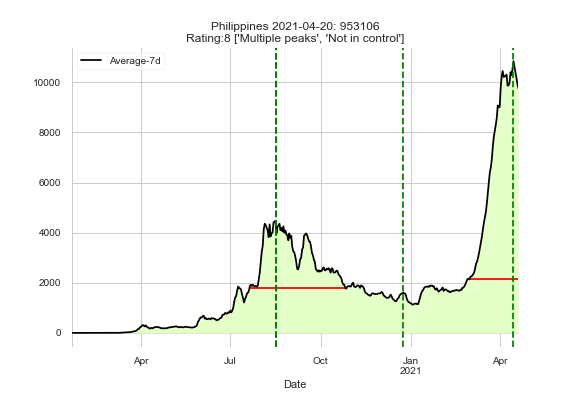 Philippines 2021-04-20: 953106
Rating:8 ['Multiple peaks', 'Not in control']
Average-7d
10000
8000
6000
4000
2000
0
Apr
Jul
Oct
Jan
2021
Apr
Date